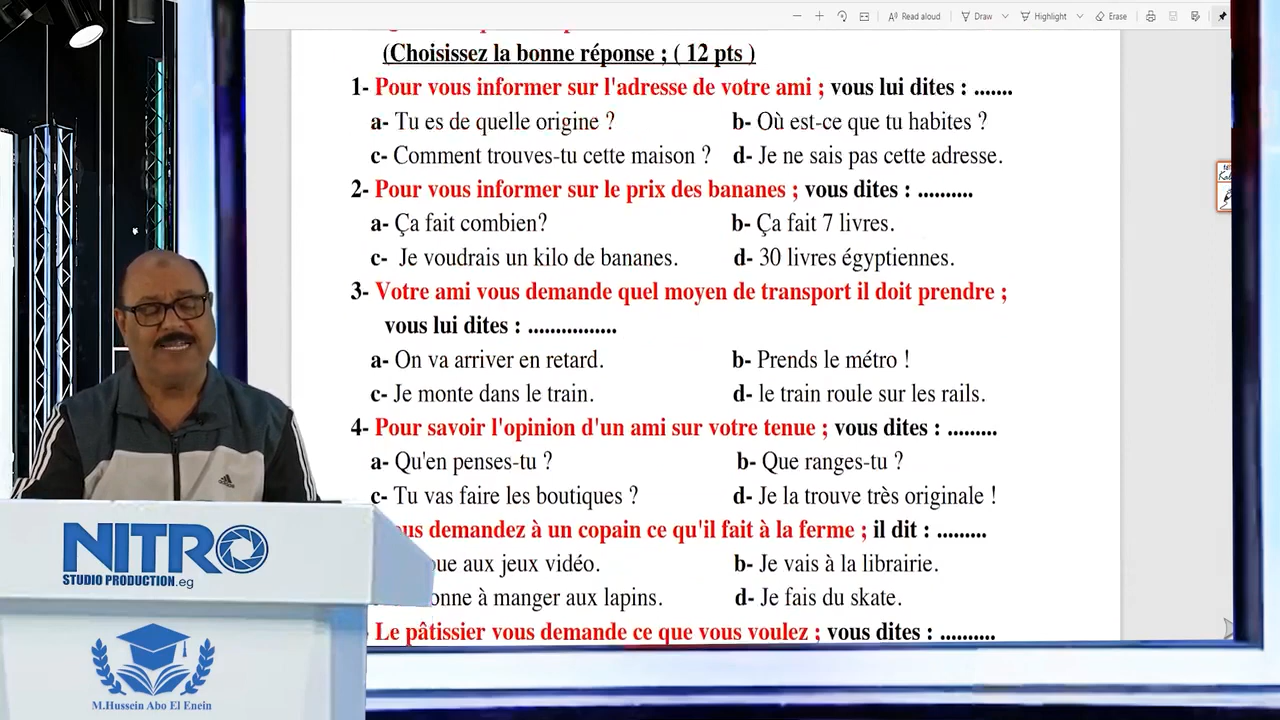 Read aloud Draw Highlight Erase
(Choisissez la bonne réponse ; ( 12 pts )
1- Pour vous informer sur l'adresse de votre ami ; vous lui dites : .......
a- Tu es de quelle origine ? b- Où est-ce que tu habites ?
c- Comment trouves-tu cette maison ? d- Je ne sais pas cette adresse.
2- Pour vous informer sur le prix des bananes ; vous dites : ..........
a- Ça fait combien? b- Ça fait 7 livres.
c- Je voudrais un kilo de bananes. d- 30 livres égyptiennes.
3- Votre ami vous demande quel moyen de transport il doit prendre ;
vous lui dites : ................
a- On va arriver en retard. b- Prends le métro !
c- Je monte dans le train. d- le train roule sur les rails.
4- Pour savoir l'opinion d'un ami sur votre tenue ; vous dites : .........
a- Qu'en penses-tu ? b- Que ranges-tu ?
c- Tu vas faire les boutiques ? d- Je la trouve très originale !
demandez à un copain ce qu'il fait à la ferme ; il dit : .........
aux jeux vidéo. b- Je vais à la librairie.
à manger aux lapins. d- Je fais du skate.
Le pâtissier vous demande ce que vous voulez ; vous dites : ..........
NITRO
STUDIO PRODUCTION.eg
M.Hussein Abo El Enein
adidas